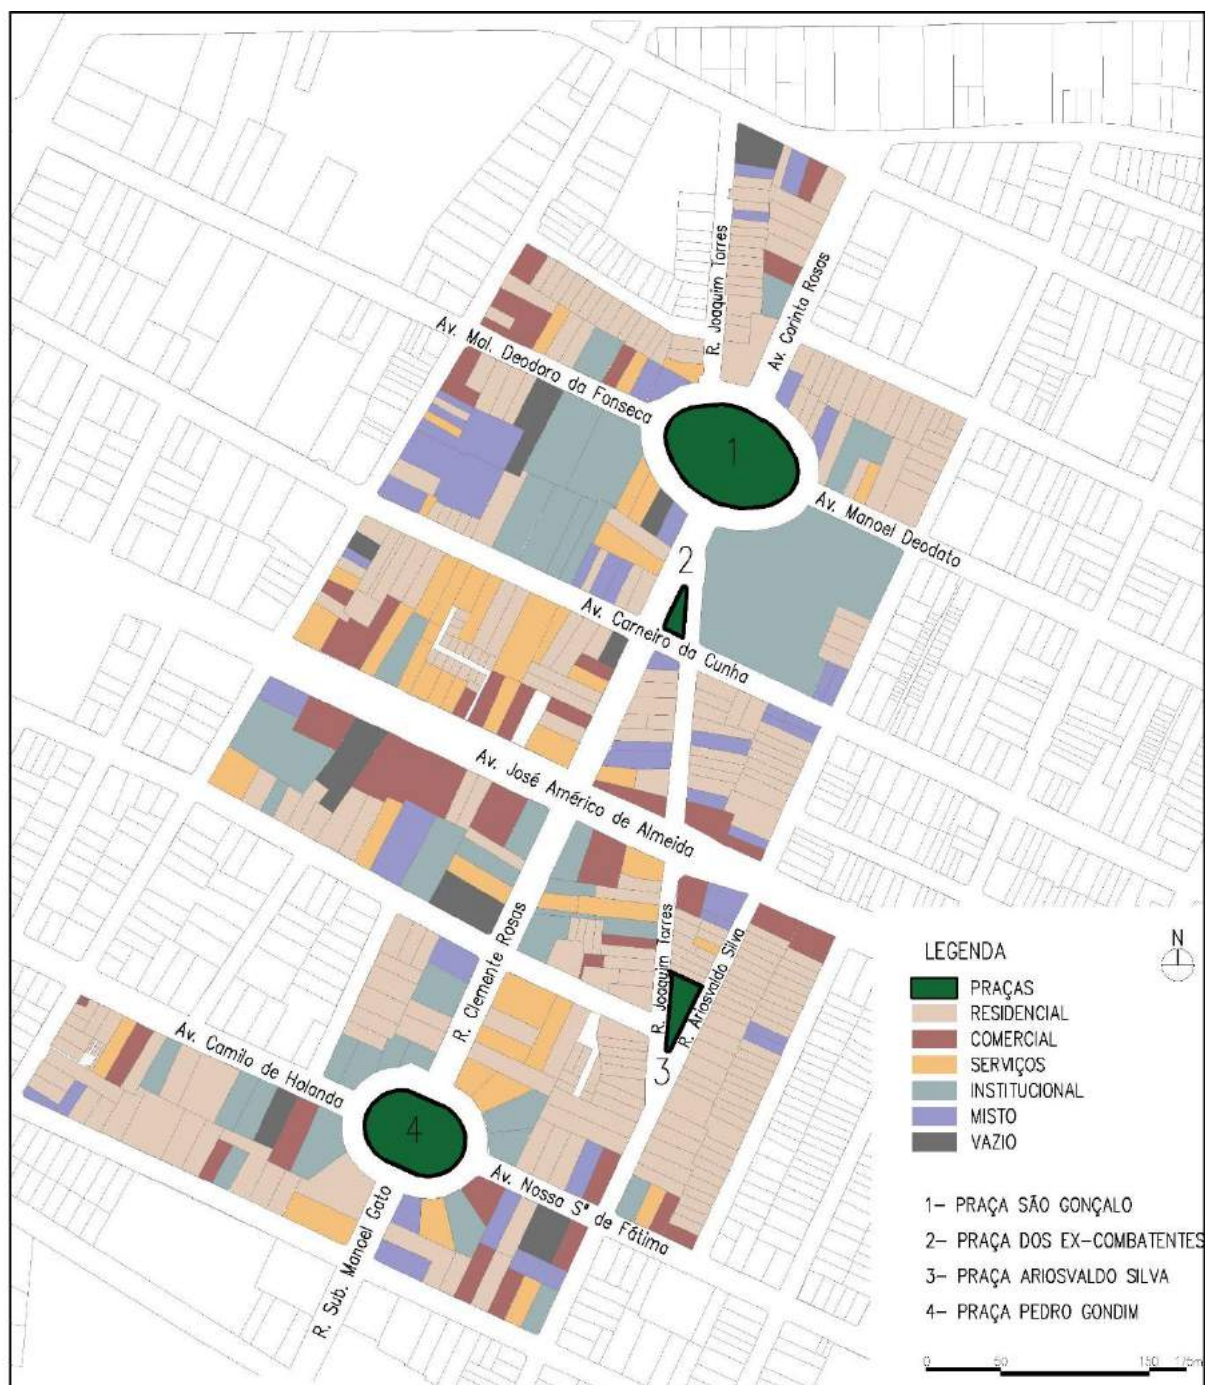 R. Joaquim Torres
Av. Corinta Rosas
Av. Mal. Deodoro da Fonseca
1
Av. Manoel Deodato
2
Av. Carneiro da Cunha
Av. José Américo de Almeida
R. Clemente Rosas
R. Joaquim Torres
R. Ariosvaldo Silva
3
Av. Camilo de Holanda
4
Av. Nossa Sª de Fátima
R. Sub. Manoel Gato
N
LEGENDA
PRAÇAS
RESIDENCIAL
COMERCIAL
SERVIÇOS
INSTITUCIONAL
MISTO
VAZIO
1- PRAÇA SÃO GONÇALO
2- PRAÇA DOS EX-COMBATENTES
3- PRAÇA ARIOSVALDO SILVA
4- PRAÇA PEDRO GONDIM
0 50 150 175m